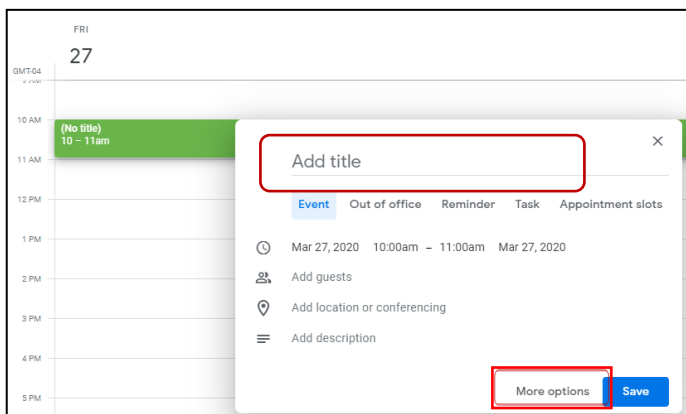 FRI
27
GMT-04
10 AM
(No title)
10 – 11am
11 AM
Add title
12 PM
Event Out of office Reminder Task Appointment slots
1 PM
Mar 27, 2020 10:00am – 11:00am Mar 27, 2020
2 PM
Add guests
Add location or conferencing
3 PM
Add description
4 PM
5 PM
More options Save